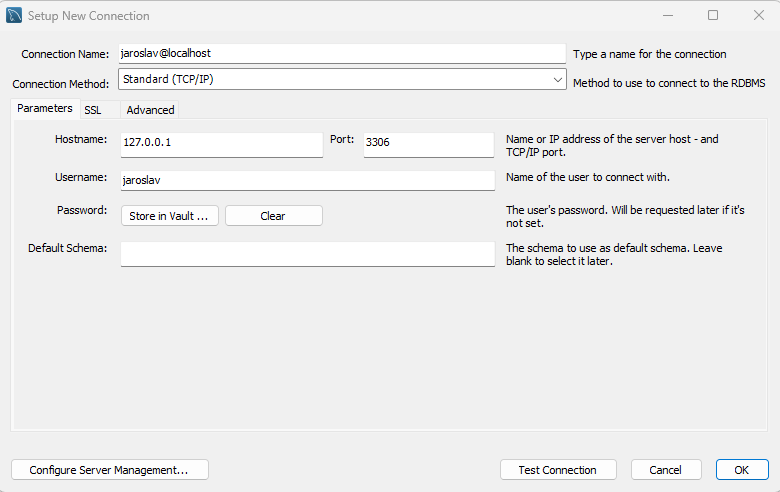 Setup New Connection
Connection Name: jaroslav@localhost Type a name for the connection
Connection Method: Standard (TCP/IP) Method to use to connect to the RDBMS
Parameters SSL Advanced
Hostname: 127.0.0.1 Port: 3306 Name or IP address of the server host - and
TCP/IP port.
Username: jaroslav Name of the user to connect with.
Password: Store in Vault ... Clear The user's password. Will be requested later if it's
not set.
Default Schema: The schema to use as default schema. Leave
blank to select it later.
Configure Server Management... Test Connection Cancel OK